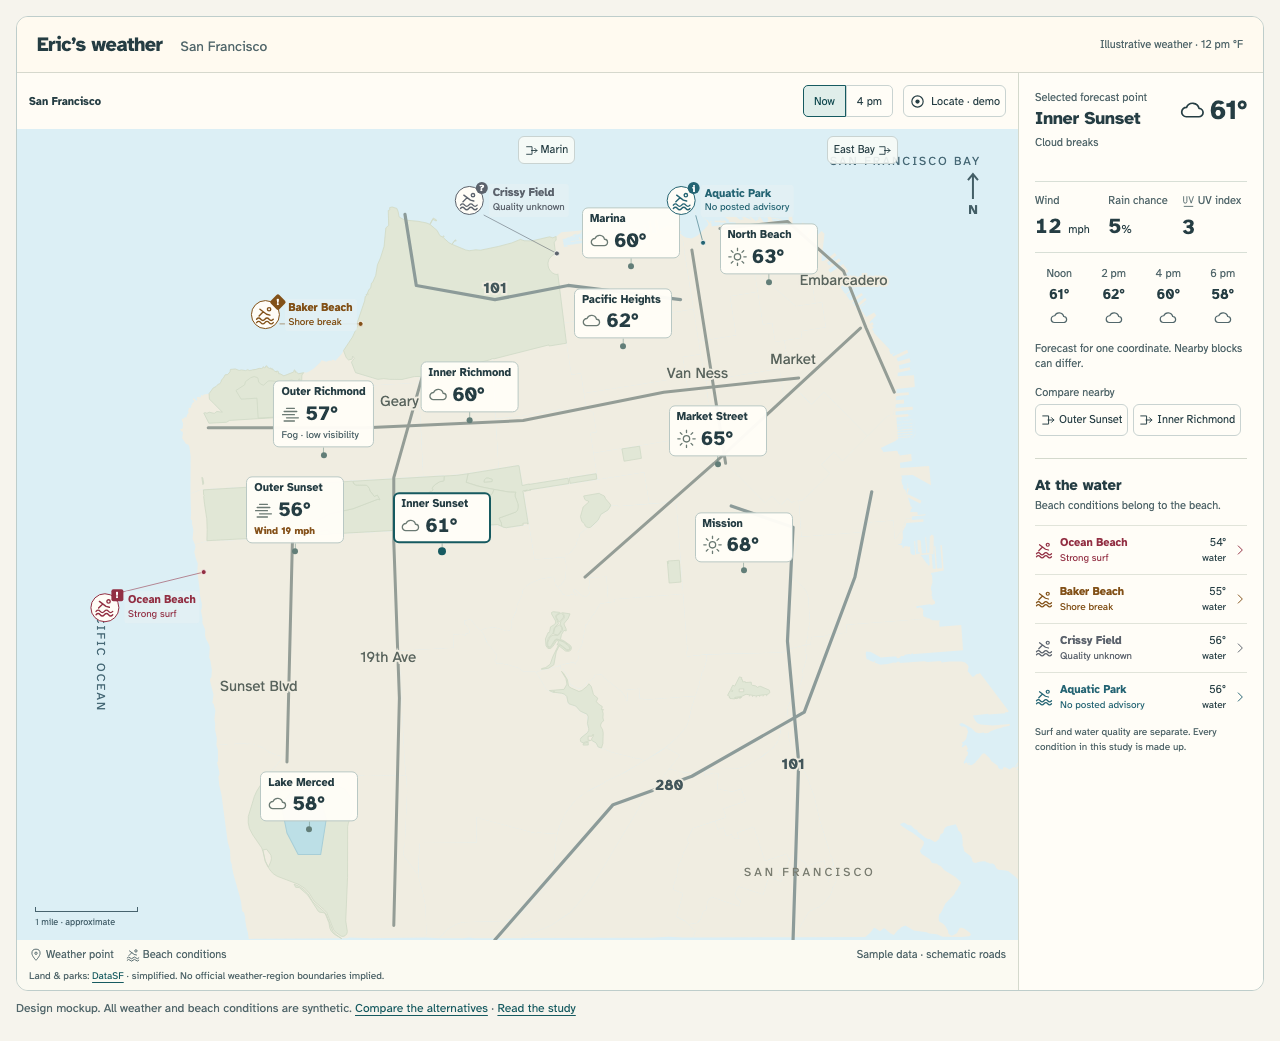 Eric's weather
San Francisco
Illustrative weather · 12 pm °F
San Francisco
Now
4 pm
Locate · demo
Marin
East Bay
SAN FRANCISCO BAY
N
Crissy Field
Quality unknown
Aquatic Park
No posted advisory
Marina
60°
North Beach
63°
Embarcadero
101
Pacific Heights
62°
Baker Beach
Shore break
Market
Van Ness
Inner Richmond
60°
Outer Richmond
57°
Fog · low visibility
Geary
Market Street
65°
Outer Sunset
56°
Wind 19 mph
Inner Sunset
61°
Mission
68°
Ocean Beach
Strong surf
IFIC OCEAN
19th Ave
Sunset Blvd
Lake Merced
58°
280
101
SAN FRANCISCO
1 mile · approximate
Weather point
Beach conditions
Sample data · schematic roads
Land & parks: DataSF · simplified. No official weather-region boundaries implied.
Selected forecast point
Inner Sunset
61°
Cloud breaks
Wind
12 mph
Rain chance
5%
UV UV index
3
Noon 2 pm 4 pm 6 pm
61° 62° 60° 58°
Forecast for one coordinate. Nearby blocks
can differ.
Compare nearby
Outer Sunset
Inner Richmond
At the water
Beach conditions belong to the beach.
Ocean Beach 54°
Strong surf water
Baker Beach 55°
Shore break water
Crissy Field 56°
Quality unknown water
Aquatic Park 56°
No posted advisory water
Surf and water quality are separate. Every
condition in this study is made up.
Design mockup. All weather and beach conditions are synthetic. Compare the alternatives · Read the study